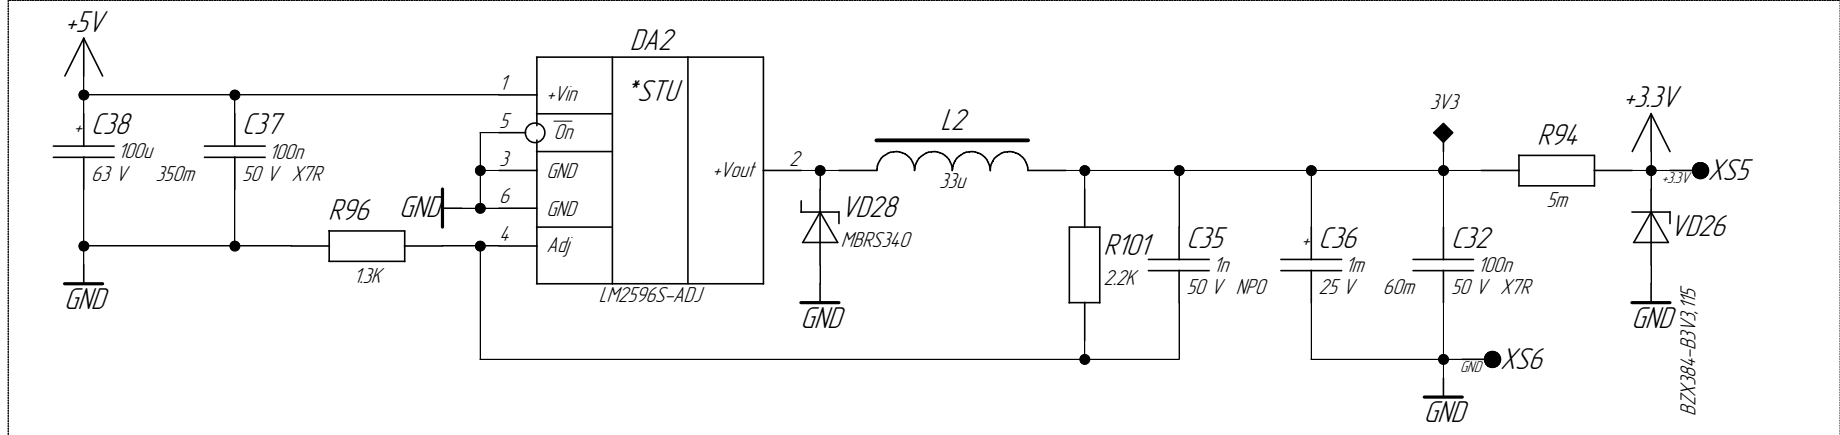 +5V
DA2
1
+Vin
*STU
+
C38
100u
63 V
350m
C37
100n
50 V X7R
5
On
3
GND
6
GND
GND
4
Adj
+Vout
2
LM2596S-ADJ
R96
1.3K
GND
L2
33u
VD28
MBRS340
GND
R101
2.2K
C35
1n
50 V NPO
+
C36
1m
25 V
60m
C32
100n
50 V X7R
3V3
R94
5m
+3.3V
+3.3V
XS5
VD26
GND
BZX384-B3V3,115
GND
XS6
GND